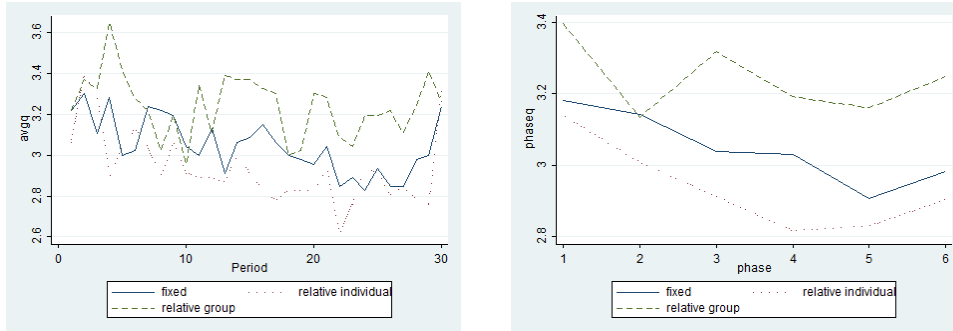 3.6
3.4
3.2
3
2.8
2.6
avgq
0
10
20
30
Period
fixed
relative individual
relative group
3.4
3.2
3
2.8
phaseq
1
2
3
4
5
6
phase
fixed
relative individual
relative group